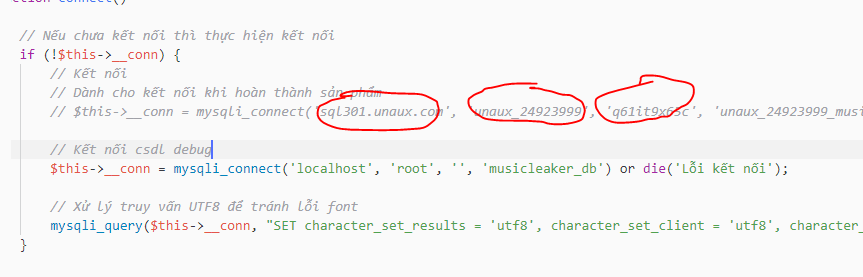 ction connect()
// Nếu chưa kết nối thì thực hiện kết nối
if (!$this->__conn) {
// Kết nối
// Dành cho kết nối khi hoàn thành sản phẩm
// $this->__conn = mysqli_connect('sql301.unaux.com', 'unaux_24923999', 'q61it9x65c', 'unaux_24923999_musi
// Kết nối csdl debug
$this->__conn = mysqli_connect('localhost', 'root', '', 'musicleaker_db') or die('Lỗi kết nối');
// Xử lý truy vấn UTF8 để tránh lỗi font
mysqli_query($this->__conn, "SET character_set_results = 'utf8', character_set_client = 'utf8', character_
}